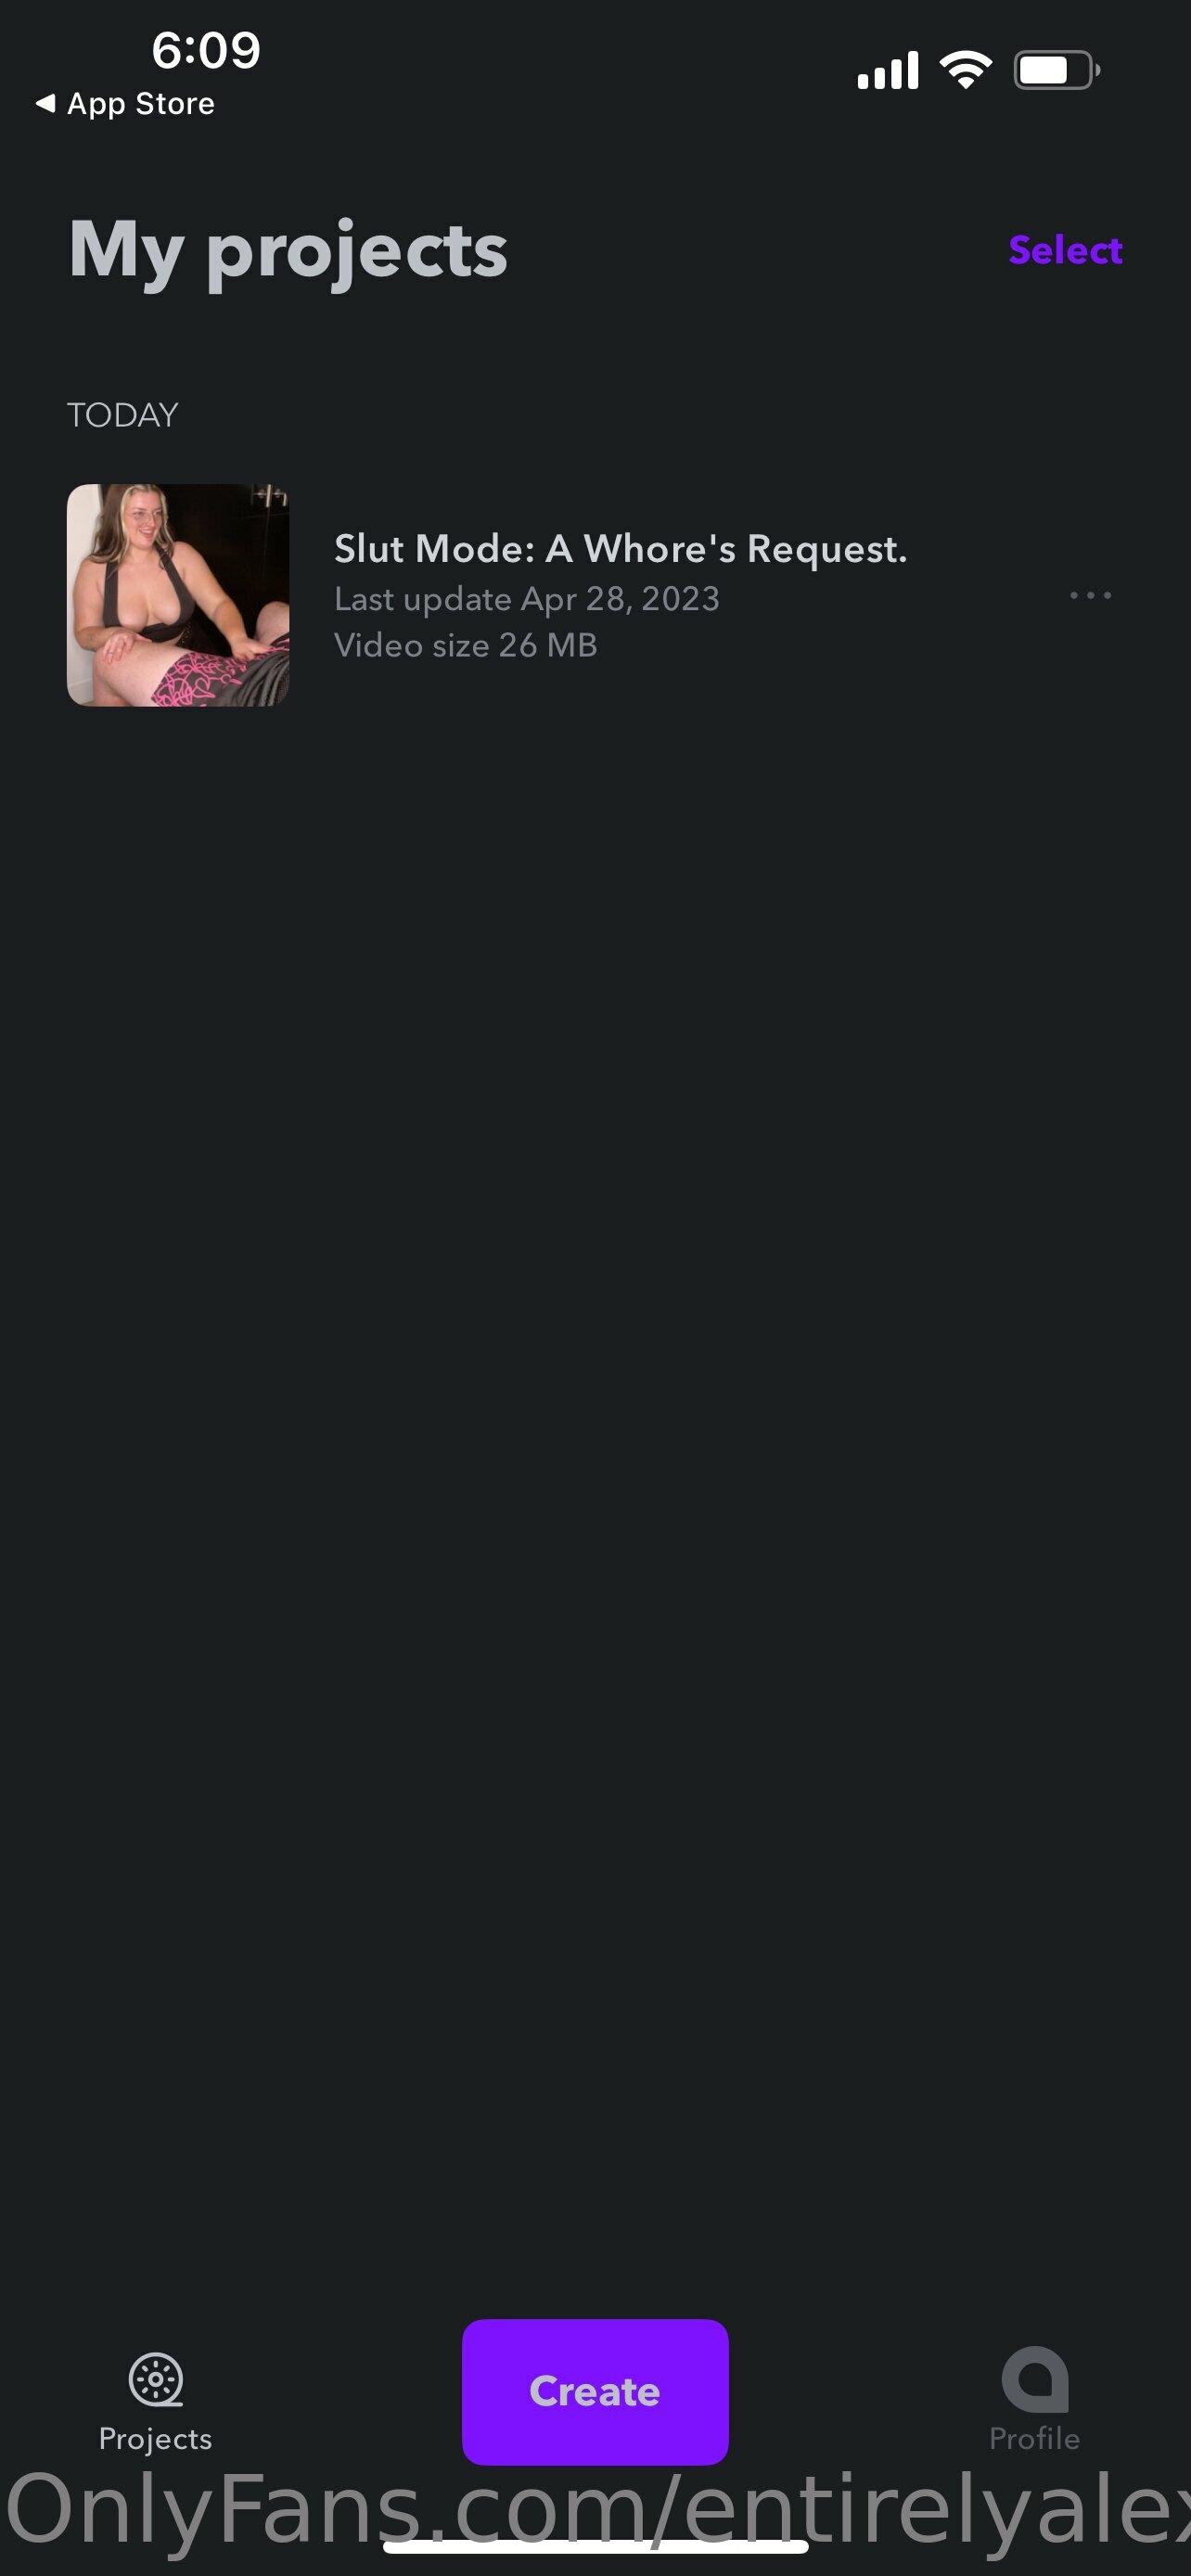 6:09
◀ App Store
My projects
Select
TODAY
Slut Mode: A Whore's Request.
Last update Apr 28, 2023
Video size 26 MB
Create
Projects
Profile
OnlyFans.com/entirelyalex